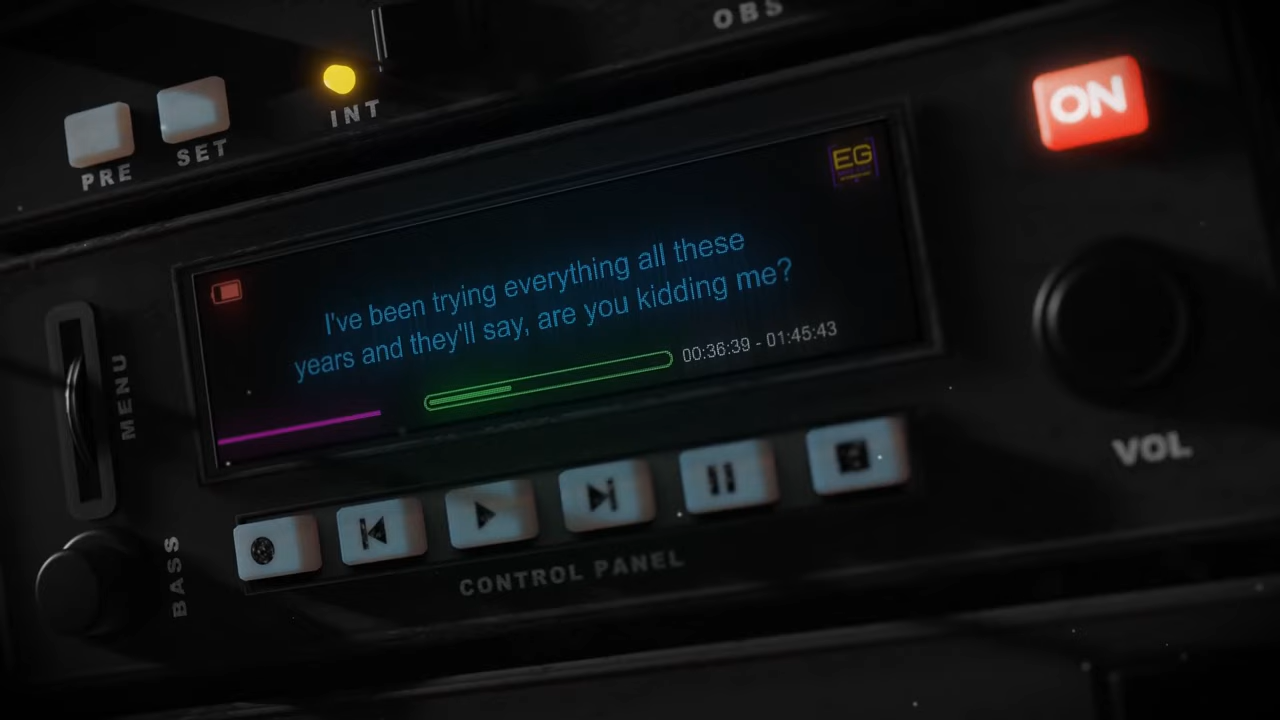 OBS
ON
INT
PRE
SET
EG
I've been trying everything all these
years and they'll say, are you kidding me?
00:36:39 - 01:45:43
MENU
VOL
BASS
CONTROL PANEL